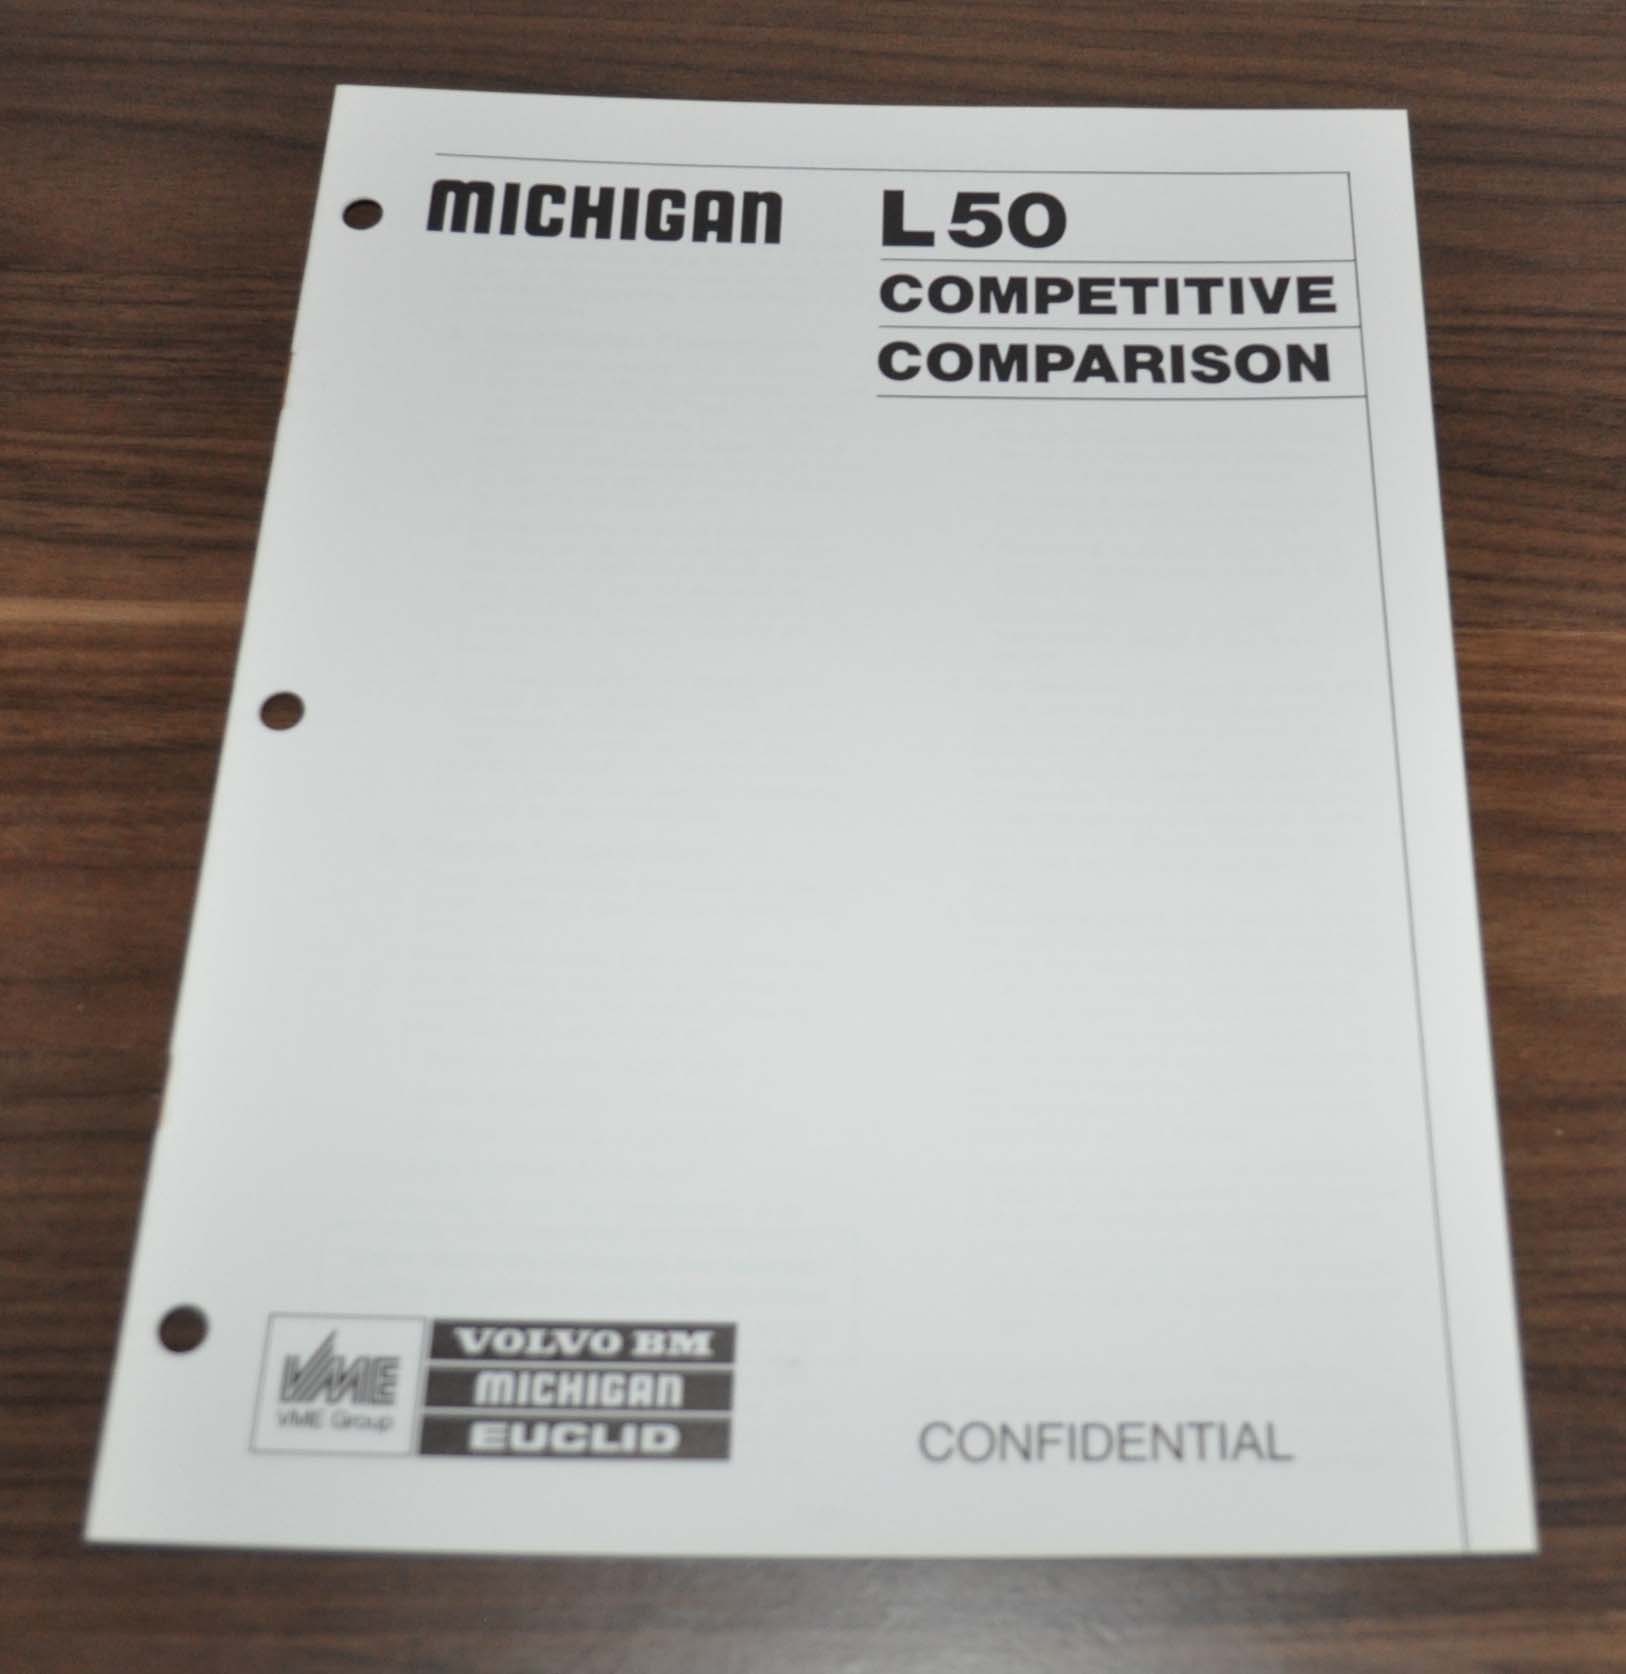 MICHIGAN
L50
COMPETITIVE
COMPARISON
VME
VME Group
VOLVO BM
MICHIGAN
EUCLID
CONFIDENTIAL